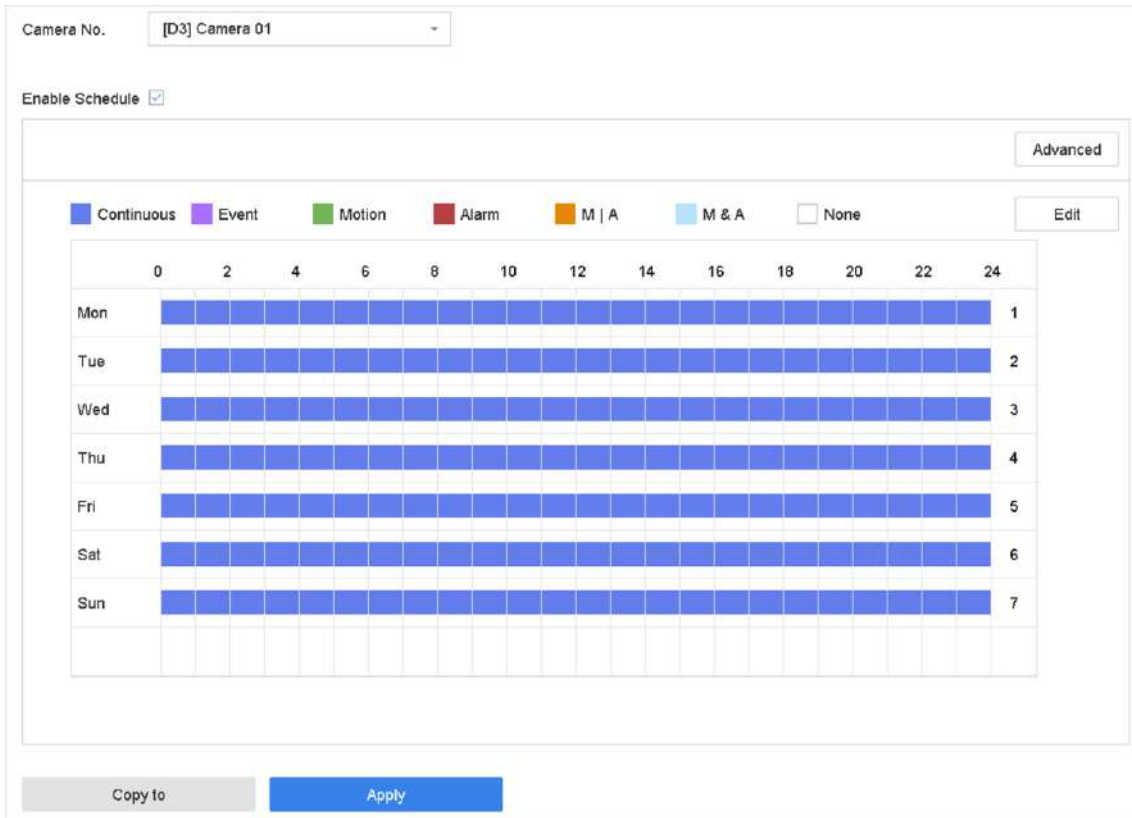 Camera No. [D3] Camera 01
Enable Schedule
Advanced
Continuous Event Motion Alarm M | A M & A None Edit
0 2 4 6 8 10 12 14 16 18 20 22 24
Mon 1
Tue 2
Wed 3
Thu 4
Fri 5
Sat 6
Sun 7
Copy to Apply